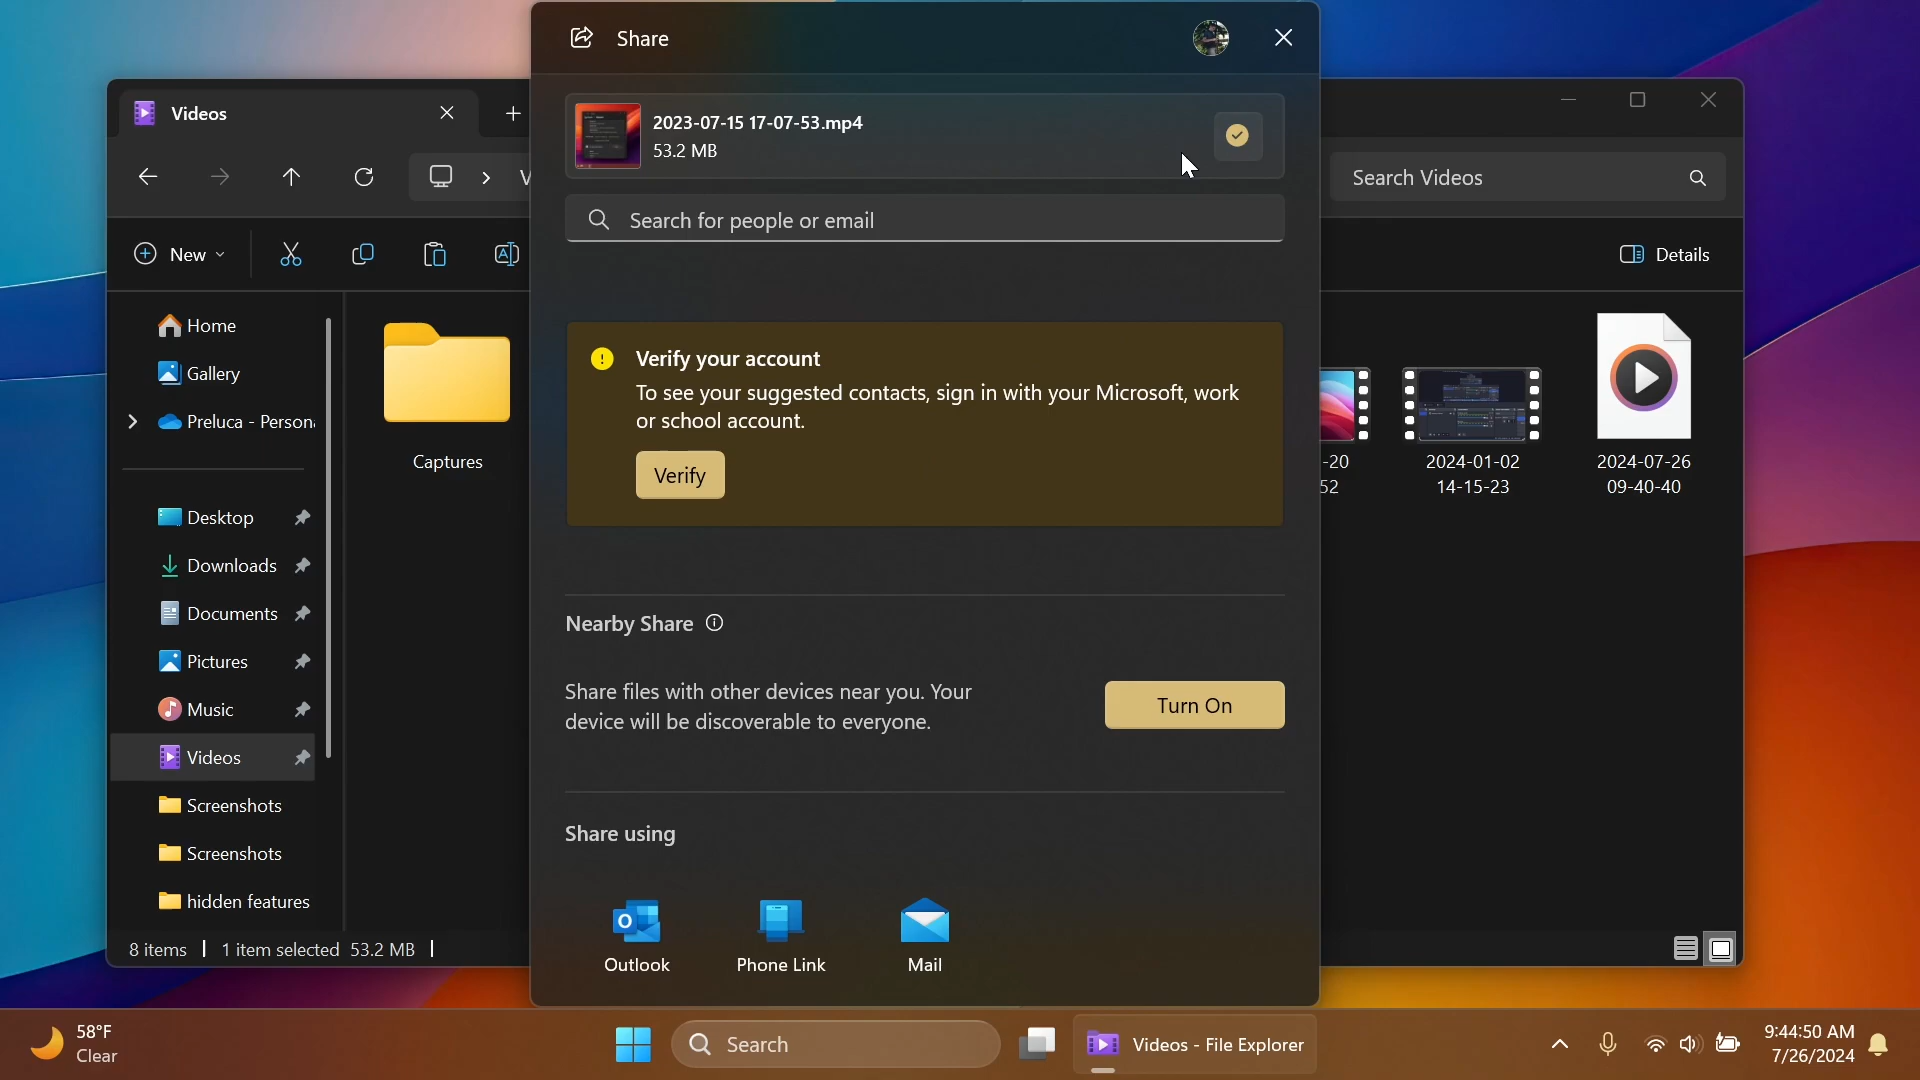 Share
2023-07-15 17-07-53.mp4
53.2 MB
Search for people or email
Verify your account
To see your suggested contacts, sign in with your Microsoft, work
or school account.
Verify
Nearby Share
Share files with other devices near you. Your
device will be discoverable to everyone.
Turn On
Share using
Outlook
Phone Link
Mail
Videos
V
Search Videos
New
Details
Home
Gallery
Preluca - Person
Desktop
Downloads
Documents
Pictures
Music
Videos
Screenshots
Screenshots
hidden features
Captures
-20
52
2024-01-02
14-15-23
2024-07-26
09-40-40
8 items
1 item selected 53.2 MB
58°F
Clear
Search
Videos - File Explorer
9:44:50 AM
7/26/2024